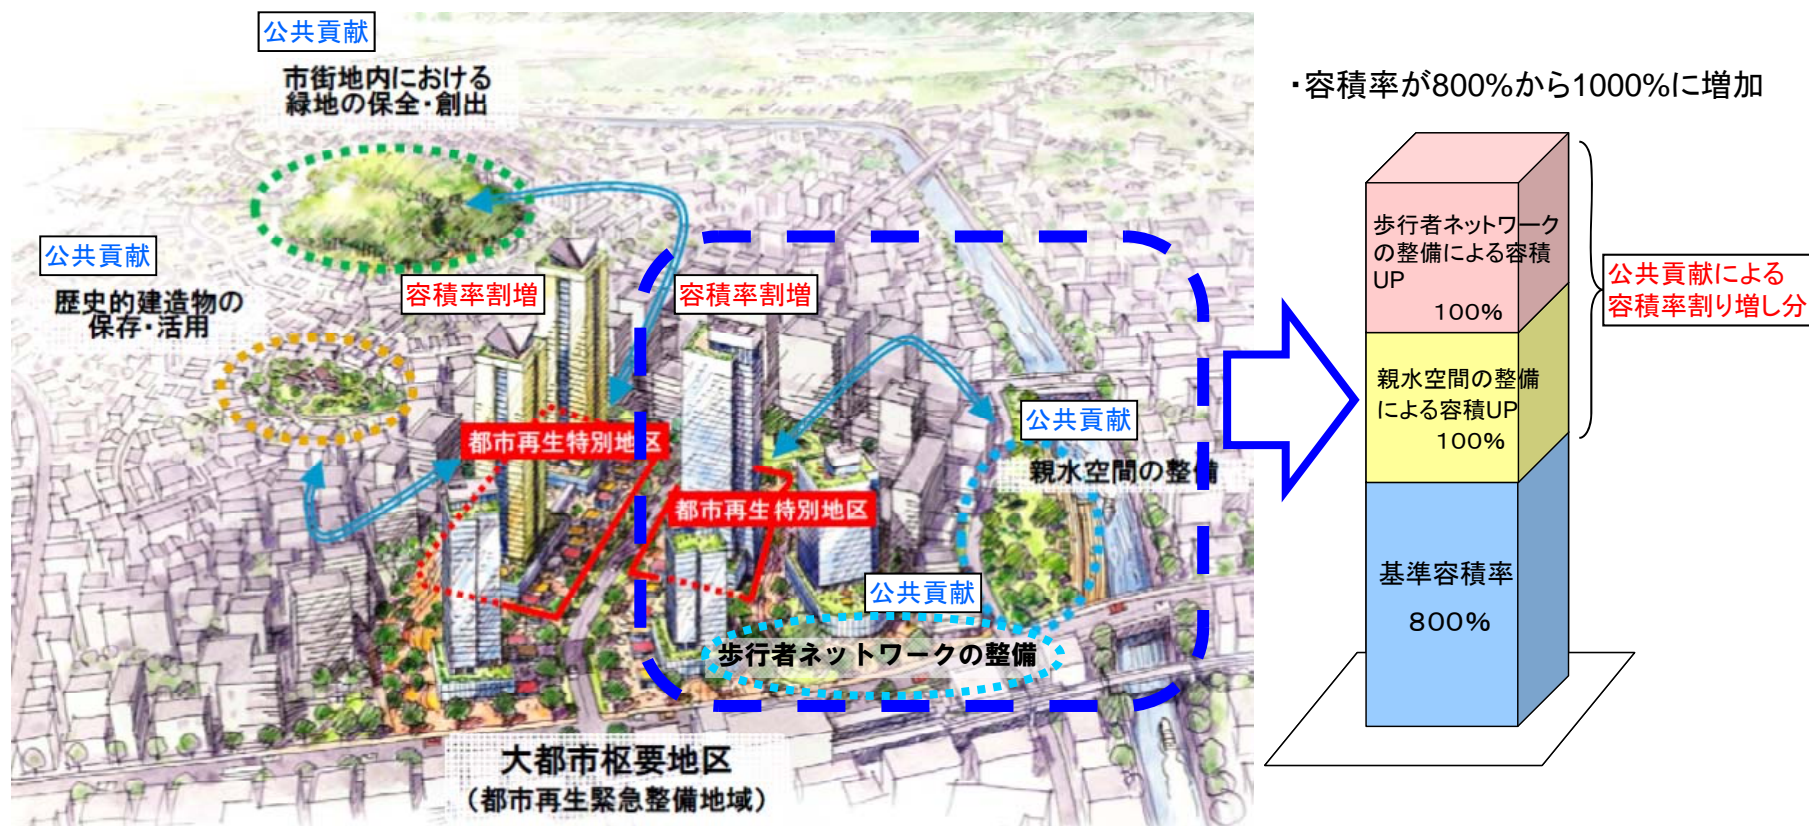 公共貢献
市街地内における
緑地の保全・創出
公共貢献
歴史的建造物の
保存・活用
容積率割増
容積率割増
都市再生特別地区
都市再生特別地区
公共貢献
親水空間の整備
公共貢献
歩行者ネットワークの整備
大都市枢要地区
（都市再生緊急整備地域）
・容積率が800%から1000%に増加
歩行者ネットワーク
の整備による容積
UP
100%
親水空間の整備
による容積UP
100%
基準容積率
800%
公共貢献による
容積率割り増し分